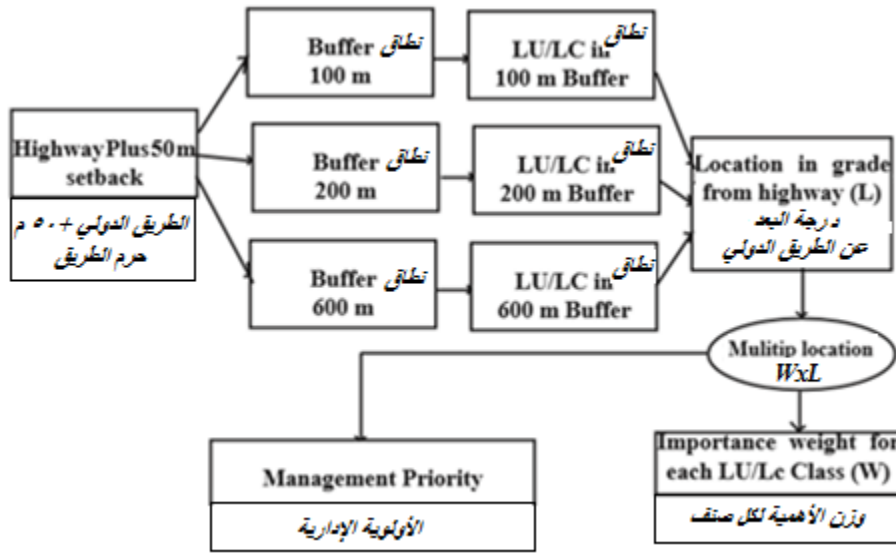 Buffer نطاق
100 m
LU/LC in نطاق
100 m Buffer
Highway Plus 50 m
setback
الطريق الدولي + ٥٠ م
حرم الطريق
Buffer نطاق
200 m
LU/LC in نطاق
200 m Buffer
Location in grade
from highway (L)
درجة البعد
عن الطريق الدولي
Buffer نطاق
600 m
LU/LC in نطاق
600 m Buffer
Mulitip location
WxL
Management Priority
الأولوية الإدارية
Importance weight for
each LU/Lc Class (W)
وزن الأهمية لكل صنف